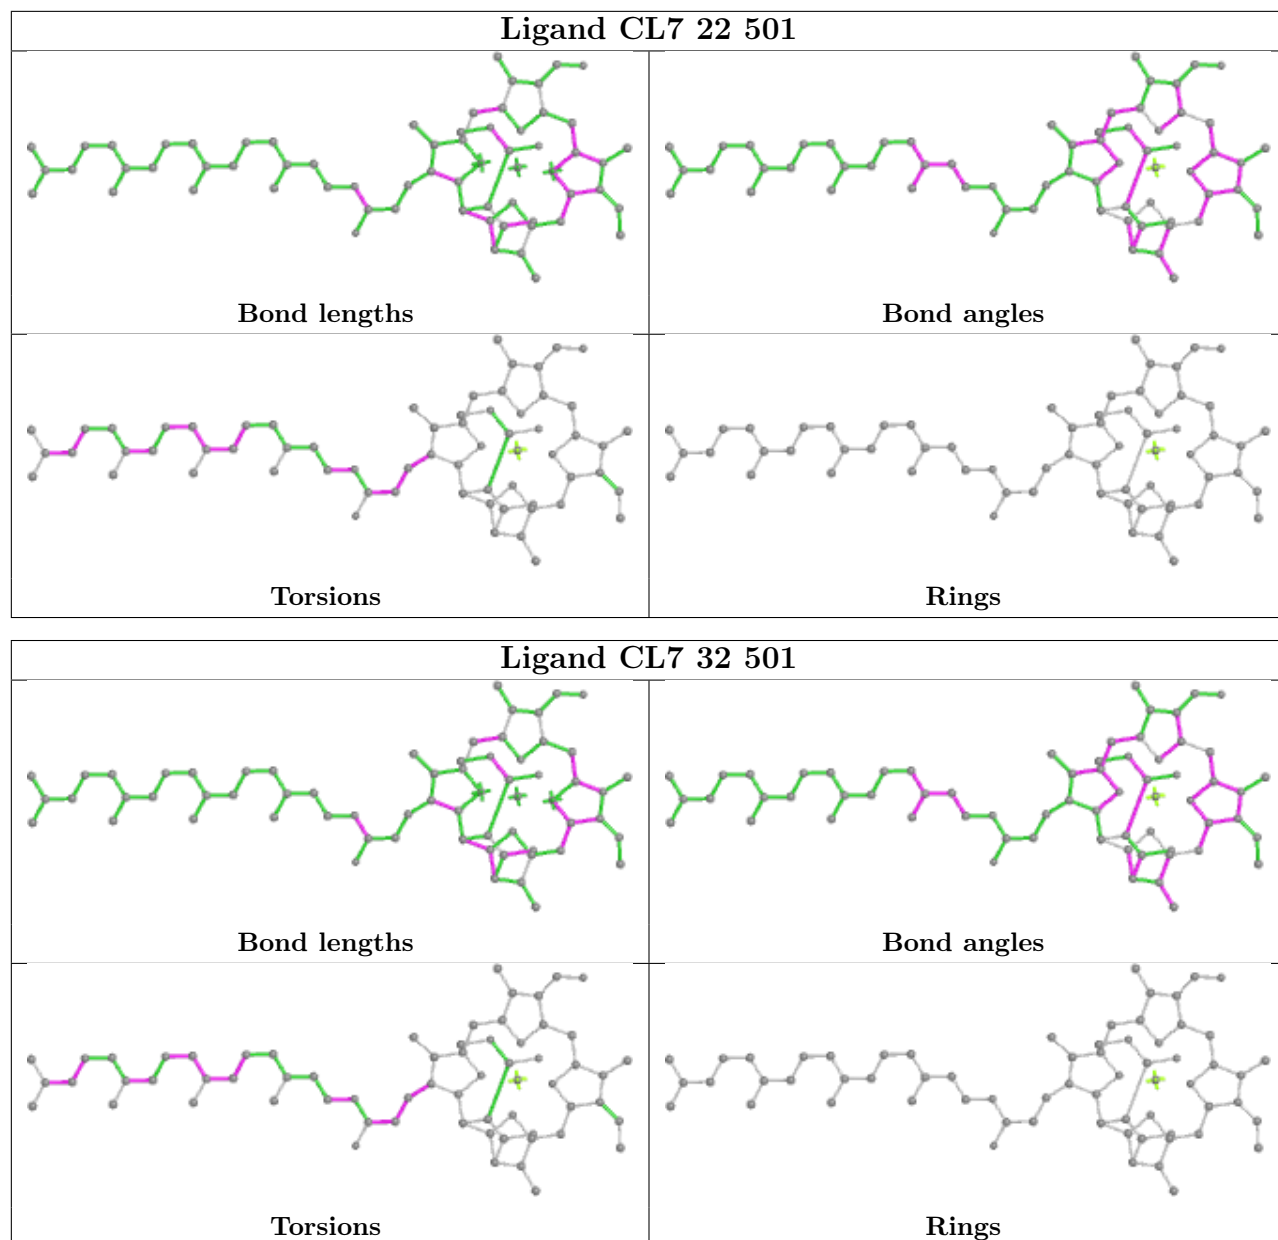 Ligand CL7 22 501
Bond lengths
Bond angles
Torsions
Rings
Ligand CL7 32 501
Bond lengths
Bond angles
Torsions
Rings